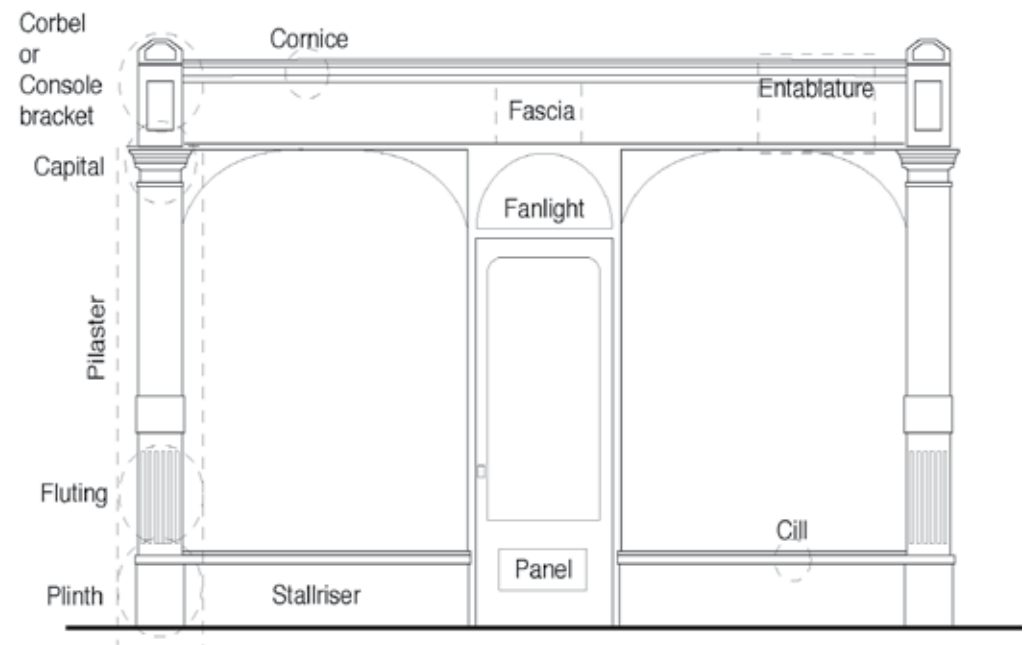 Corbel
or
Console
bracket
Cornice
Entablature
Fascia
Capital
Fanlight
Pilaster
Fluting
Cill
Panel
Plinth
Stallriser